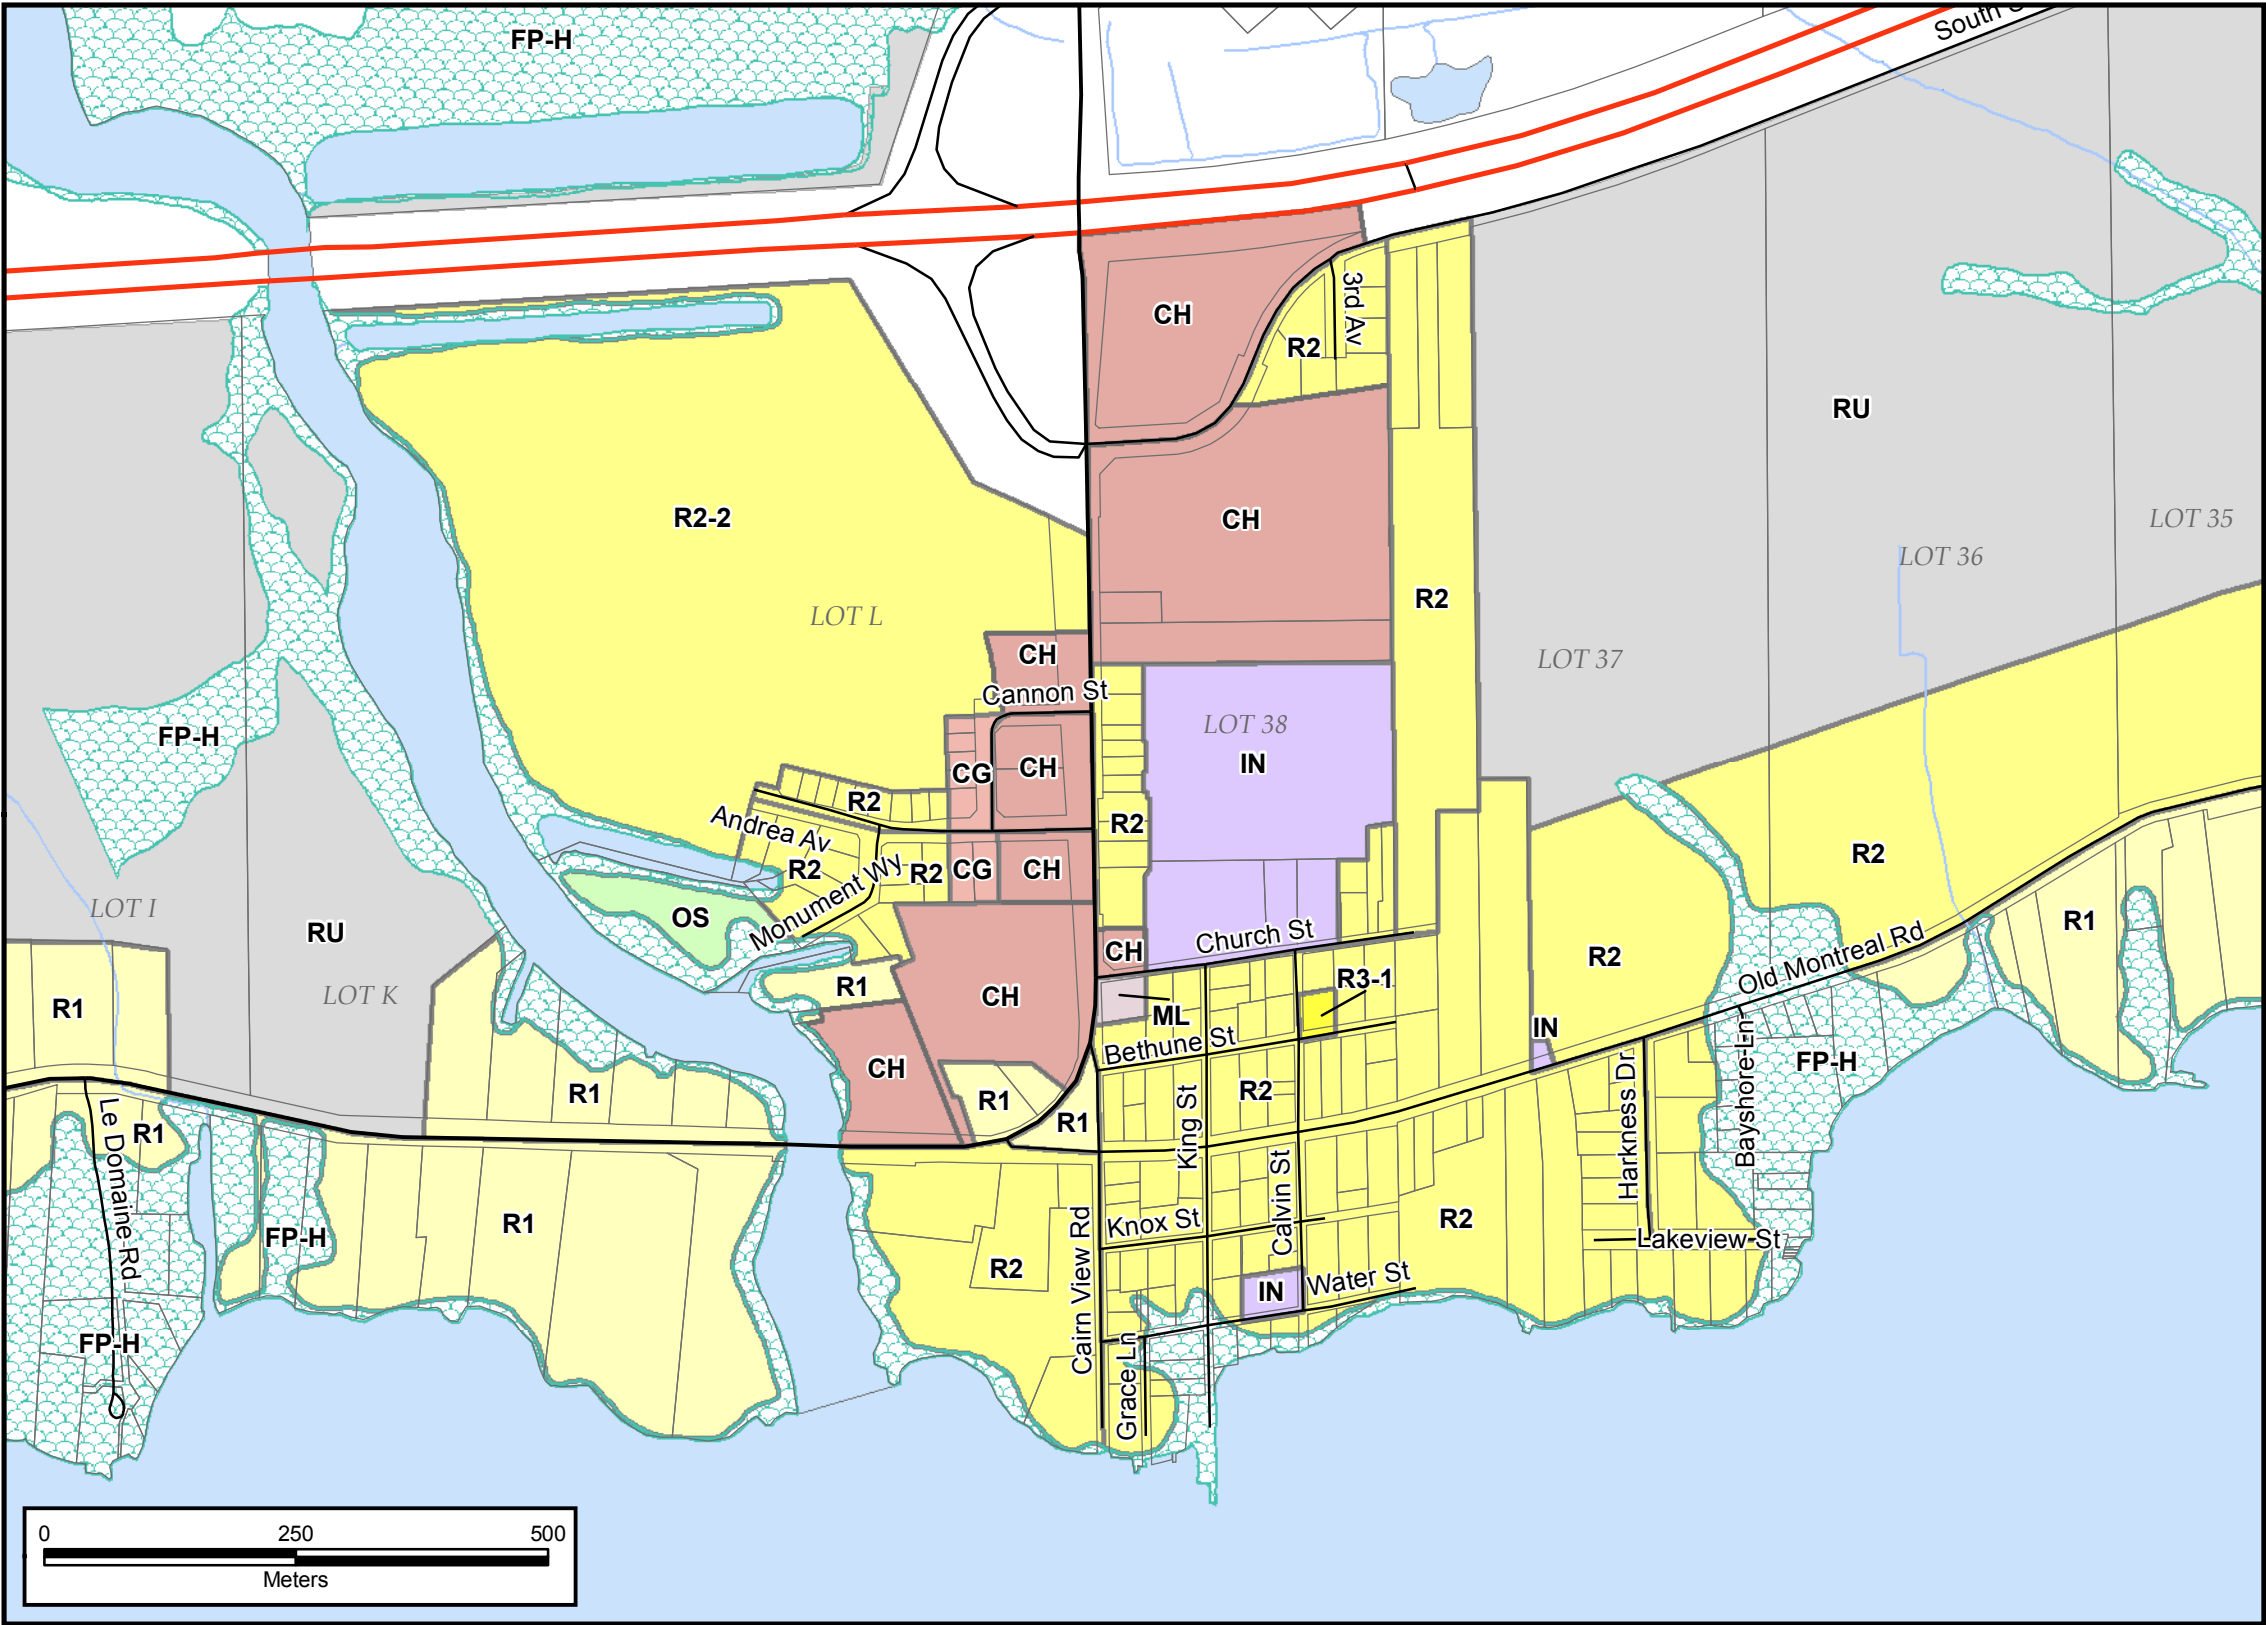 South
FP-H
CH
3rd Av
R2
RU
R2-2
CH
LOT 35
LOT 36
R2
LOT L
CH
LOT 37
Cannon St
LOT 38
FP-H
CG
CH
IN
R2
Andrea Av
R2
R2
R2
CG
CH
R2
LOT I
OS
Monument Wy
RU
Church St
R1
CH
R2
Old Montreal Rd
R1
LOT K
R1
CH
R3-1
ML
IN
Bethune St
FP-H
CH
R1
R1
R2
Harkness Dr
Bayshore Ln
Le Domaine Rd
R1
R1
King St
Calvin St
FP-H
R1
R2
Cairn View Rd
Knox St
R2
Lakeview St
IN
Water St
FP-H
Grace Ln
0 250 500
Meters